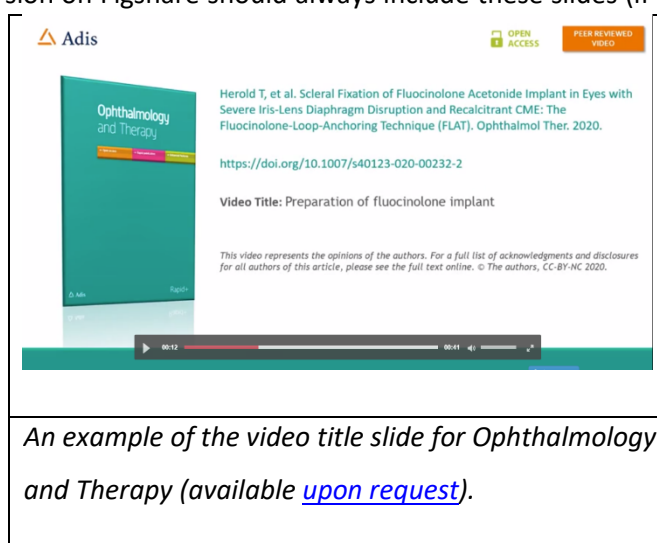 sion on Figshare should always include these slides (if
Adis
OPEN
ACCESS
PEER REVIEWED
VIDEO
Ophthalmology
and Therapy
Herold T, et al. Scleral Fixation of Fluocinolone Acetonide Implant in Eyes with
Severe Iris-Lens Diaphragm Disruption and Recalcitrant CME: The
Fluocinolone-Loop-Anchoring Technique (FLAT). Ophthalmol Ther. 2020.
https://doi.org/10.1007/s40123-020-00232-2
Video Title: Preparation of fluocinolone implant
This video represents the opinions of the authors. For a full list of acknowledgments and disclosures
for all authors of this article, please see the full text online. © The authors, CC-BY-NC 2020.
Adis
Rapid+
00:12
00:41
An example of the video title slide for Ophthalmology
and Therapy (available upon request).